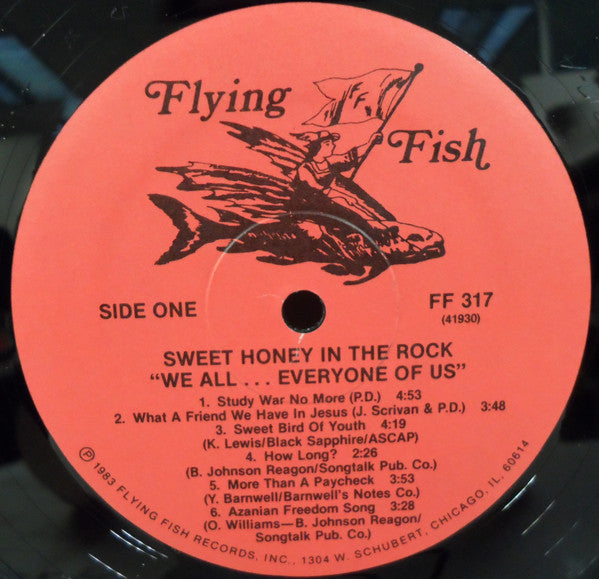 Flying
Fish
FF
SIDE ONE
FF 317
(41930)
SWEET HONEY IN THE ROCK
“WE ALL . . . EVERYONE OF US”
1. Study War No More (P.D.) 4:53
2. What A Friend We Have In Jesus (J. Scrivan & P.D.) 3:48
3. Sweet Bird Of Youth 4:19
(K. Lewis/Black Sapphire/ASCAP)
4. How Long? 2:26
(B. Johnson Reagon/Songtalk Pub. Co.)
5. More Than A Paycheck 3:53
(Y. Barnwell/Barnwell's Notes Co.)
6. Azanian Freedom Song 3:28
(O. Williams—B. Johnson Reagon/
Songtalk Pub. Co.)
Ⓟ 1983 FLYING FISH RECORDS, INC., 1304 W. SCHUBERT, CHICAGO, IL. 60614